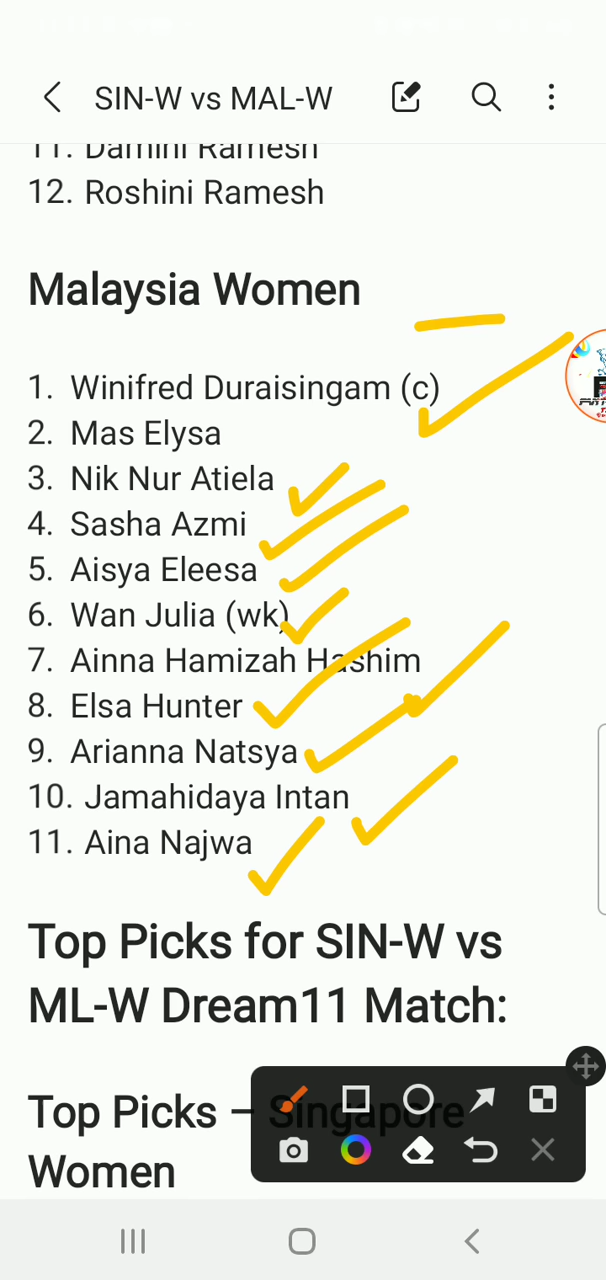 SIN-W vs MAL-W
11. Damini Ramesh
12. Roshini Ramesh
Malaysia Women
1. Winifred Duraisingam (c)
2. Mas Elysa
3. Nik Nur Atiela
4. Sasha Azmi
5. Aisya Eleesa
6. Wan Julia (wk)
7. Ainna Hamizah Hashim
8. Elsa Hunter
9. Arianna Natsya
10. Jamahidaya Intan
11. Aina Najwa
Top Picks for SIN-W vs
ML-W Dream11 Match:
Top Picks – Singapore
Women